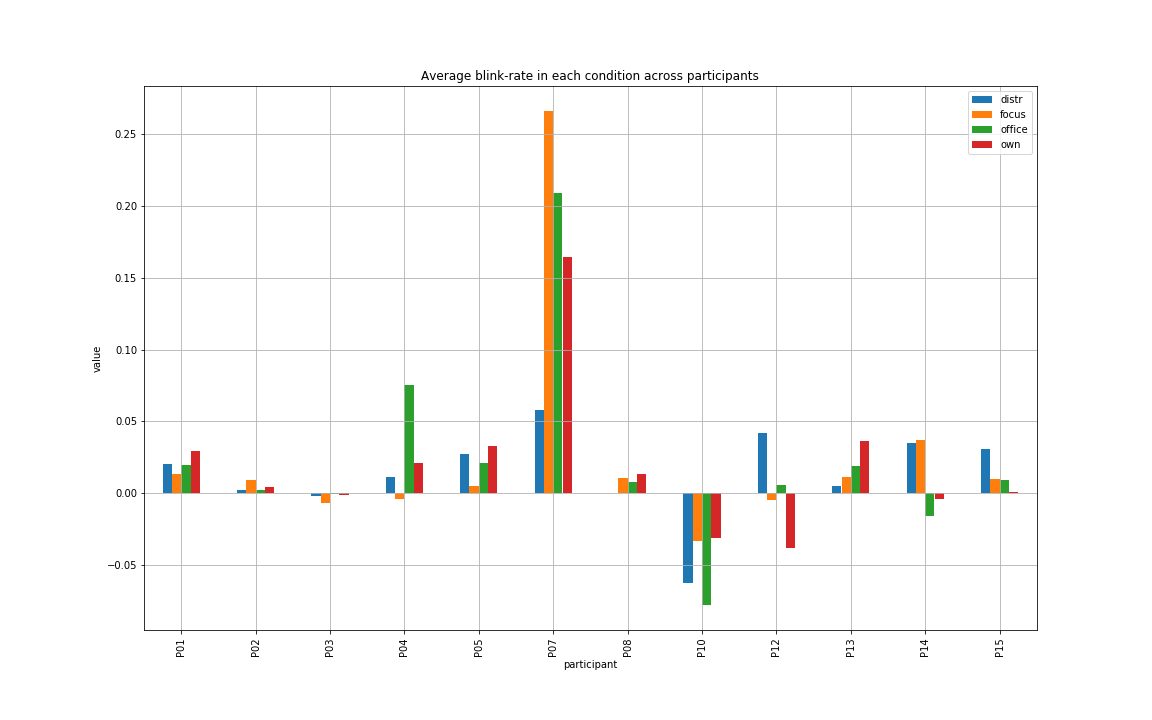 Average blink-rate in each condition across participants
distr
focus
office
own
0.25
0.20
0.15
0.10
0.05
0.00
−0.05
value
P01 P02 P03 P04 P05 P07 P08 P10 P12 P13 P14 P15
participant